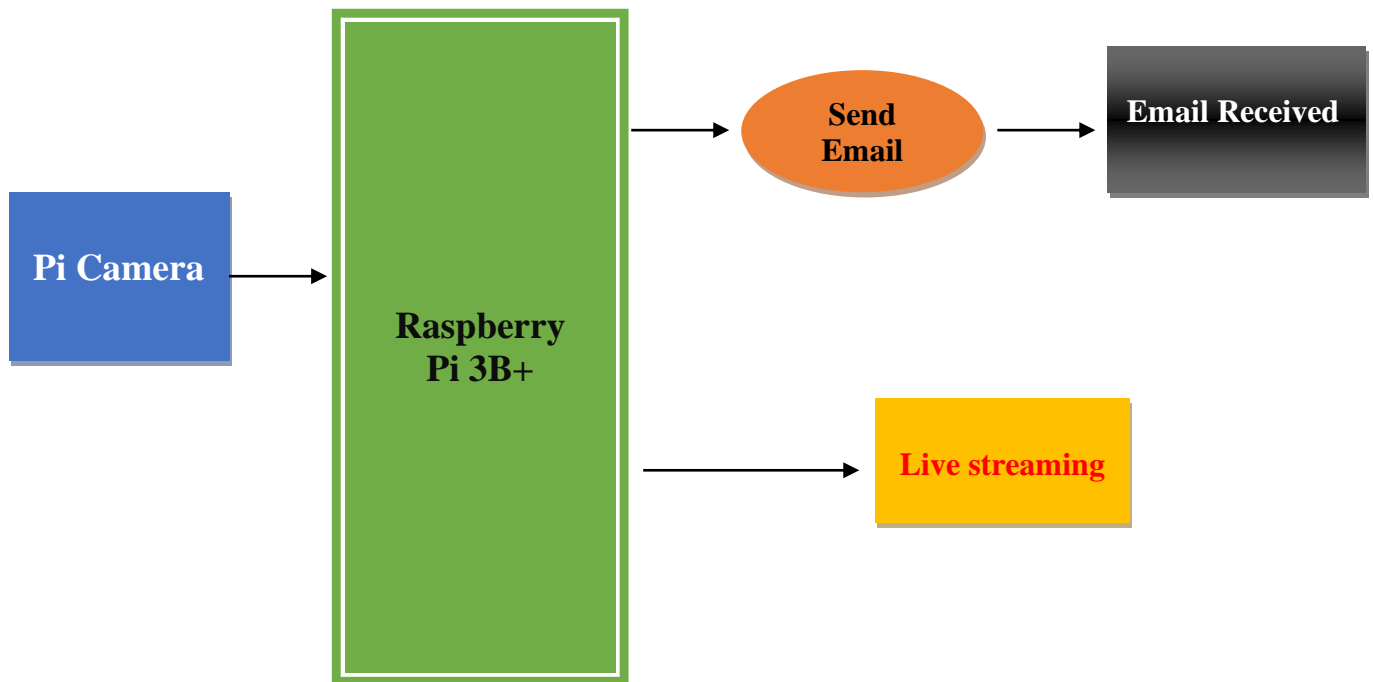 Pi Camera
Raspberry
Pi 3B+
Send
Email
Email Received
Live streaming